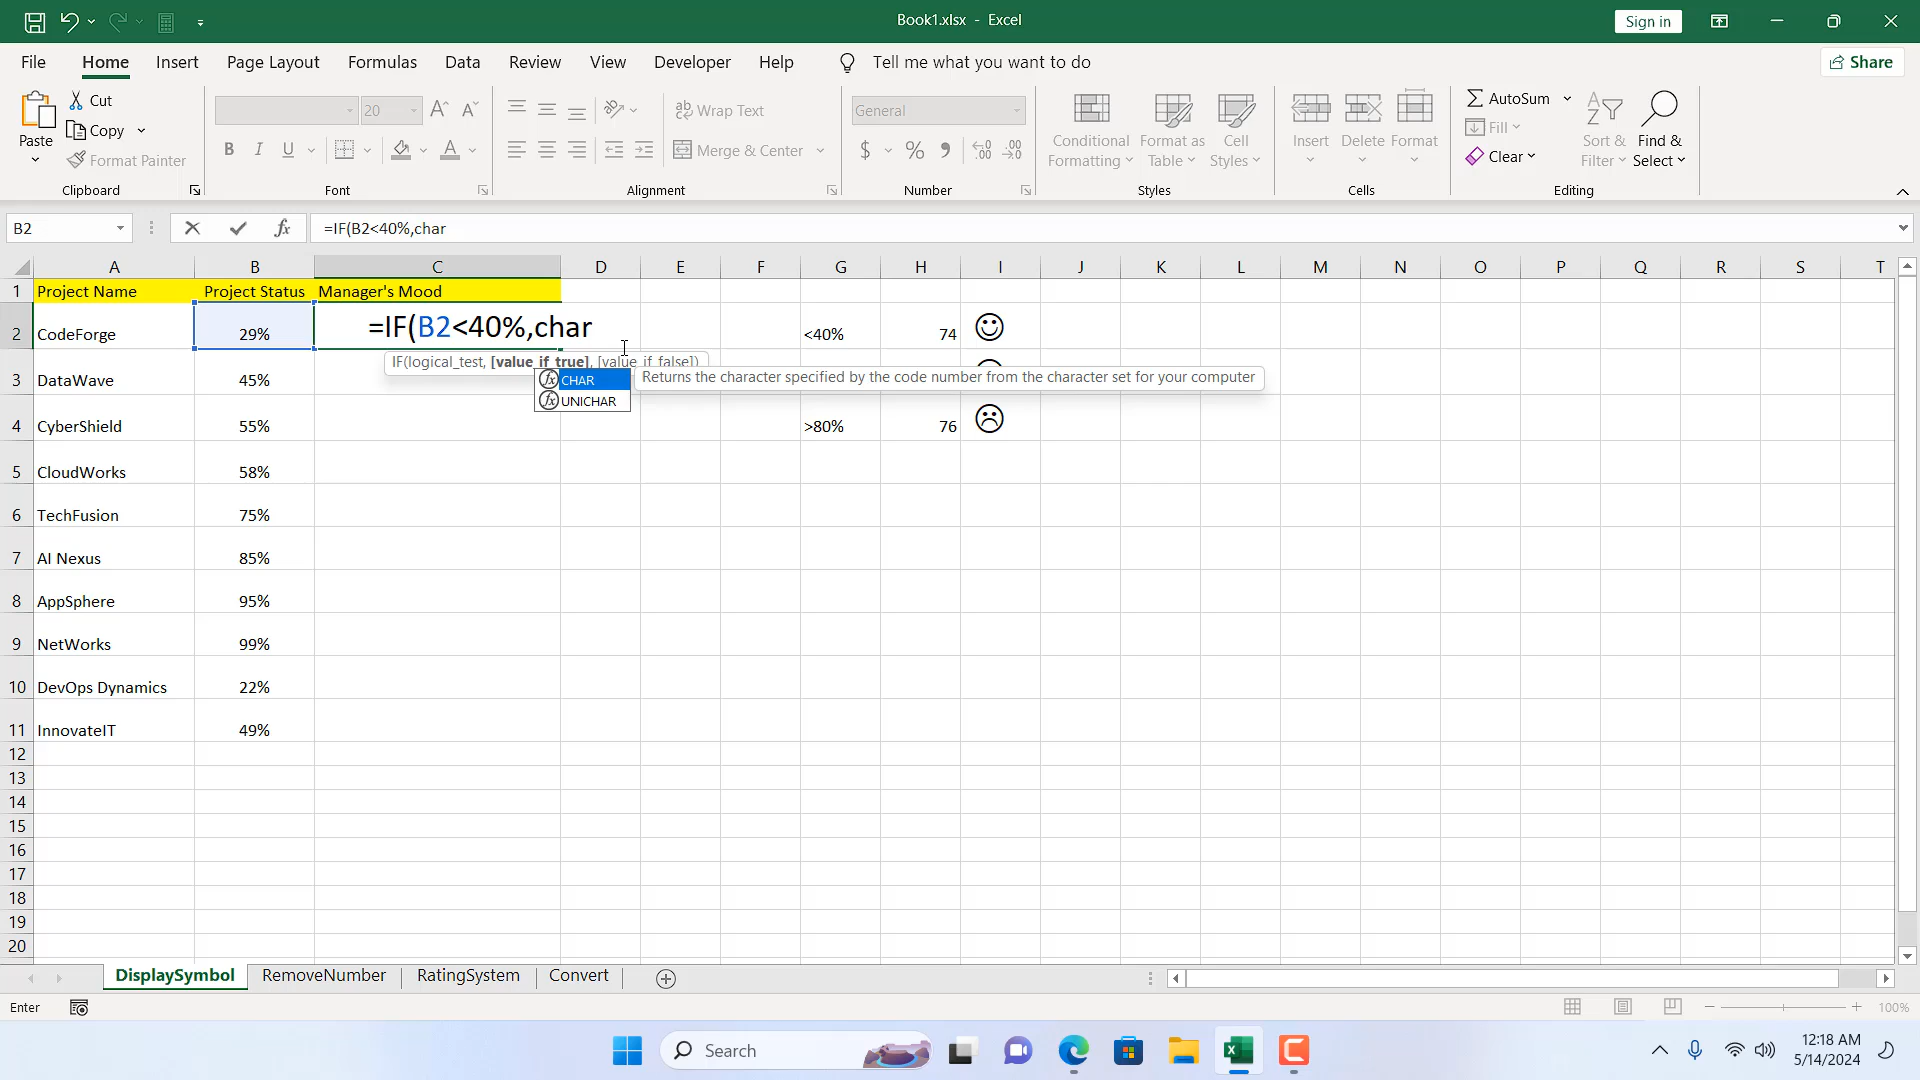 Book1.xlsx - Excel
Sign in
File Home Insert Page Layout Formulas Data Review View Developer Help Tell me what you want to do Share
Paste
Cut
Copy
Format Painter
Clipboard
20
B I U
Font
ab Wrap Text
Merge & Center
Alignment
General
$ % 9
Number
Conditional Formatting
Format as Table
Cell Styles
Styles
Insert
Delete
Format
Cells
AutoSum
Fill
Clear
Sort & Filter
Find & Select
Editing
B2
fx
=IF(B2<40%,char
A B C D E F G H I J K L M N O P Q R S T
1 Project Name Project Status Manager's Mood
2 CodeForge 29% =IF(B2<40%,char <40% 74
IF(logical_test, [value_if_true], [value_if_false])
CHAR
Returns the character specified by the code number from the character set for your computer
UNICHAR
3 DataWave 45%
4 CyberShield 55% >80% 76
5 CloudWorks 58%
6 TechFusion 75%
7 AI Nexus 85%
8 AppSphere 95%
9 NetWorks 99%
10 DevOps Dynamics 22%
11 InnovateIT 49%
12
13
14
15
16
17
18
19
20
DisplaySymbol RemoveNumber RatingSystem Convert
Enter
100%
Search
12:18 AM
5/14/2024